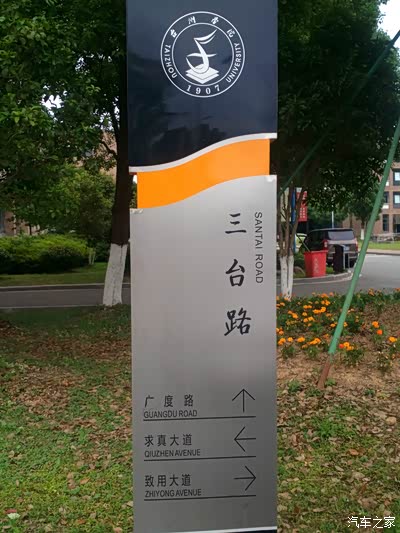 台州学院
TAIZHOU UNIVERSITY
1907
三台路
SANTAI ROAD
广度路
GUANGDU ROAD
求真大道
QIUZHEN AVENUE
致用大道
ZHIYONG AVENUE
汽车之家